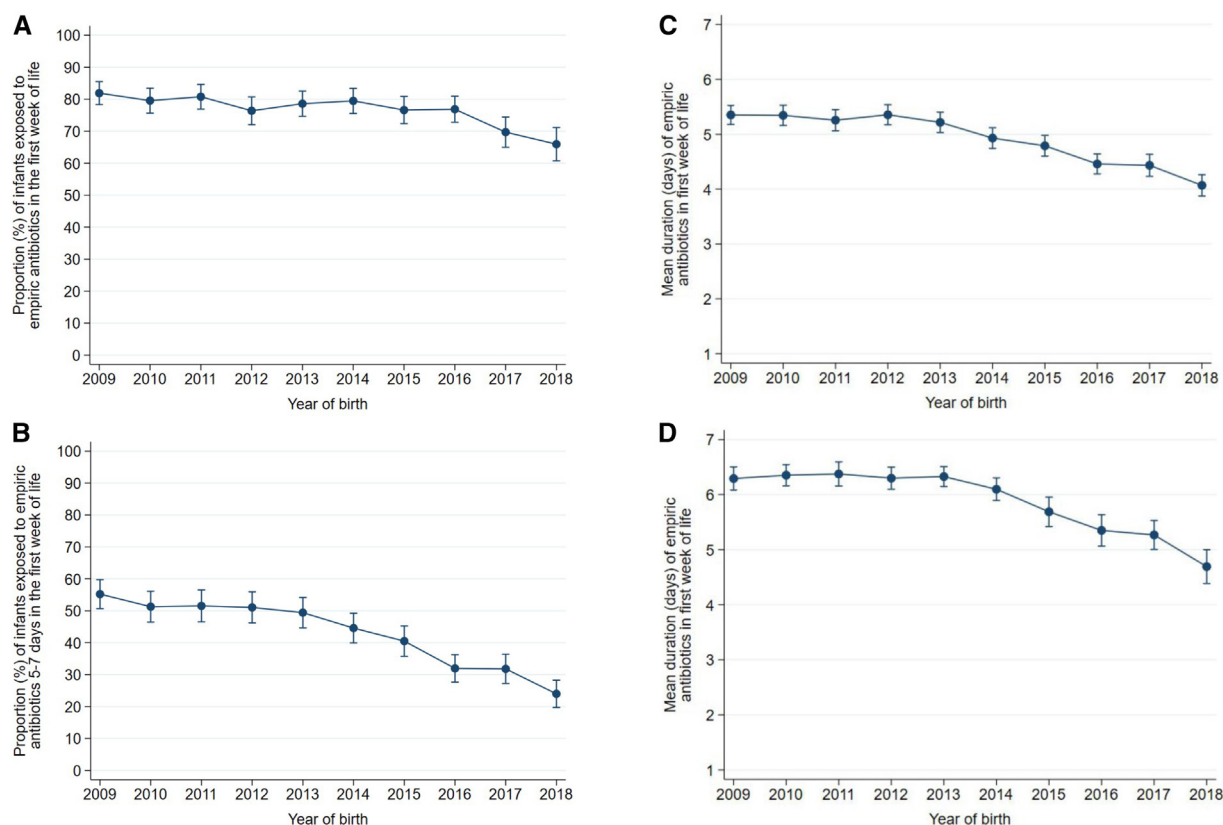 A
100
90
80
70
60
50
40
30
20
10
0
Proportion (%) of infants exposed to
empiric antibiotics in the first week of life
2009 2010 2011 2012 2013 2014 2015 2016 2017 2018
Year of birth
B
100
90
80
70
60
50
40
30
20
10
0
Proportion (%) of infants exposed to empiric
antibiotics 5-7 days in the first week of life
2009 2010 2011 2012 2013 2014 2015 2016 2017 2018
Year of birth
C
7
6
5
4
3
2
1
Mean duration (days) of empiric
antibiotics in first week of life
2009 2010 2011 2012 2013 2014 2015 2016 2017 2018
Year of birth
D
7
6
5
4
3
2
1
Mean duration (days) of empiric
antibiotics in first week of life
2009 2010 2011 2012 2013 2014 2015 2016 2017 2018
Year of birth